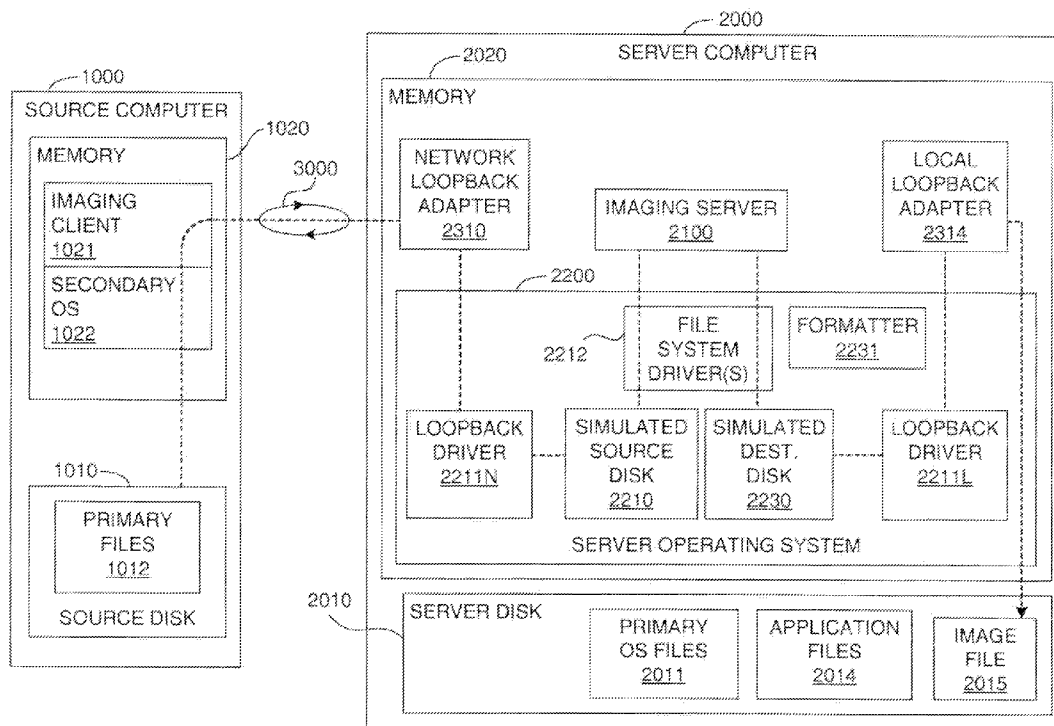 2000
SERVER COMPUTER
2020
MEMORY
1000
SOURCE COMPUTER
1020
MEMORY
IMAGING
CLIENT
1021
SECONDARY
OS
1022
3000
NETWORK
LOOPBACK
ADAPTER
2310
IMAGING SERVER
2100
LOCAL
LOOPBACK
ADAPTER
2314
2200
2212
FILE
SYSTEM
DRIVER(S)
FORMATTER
2231
LOOPBACK
DRIVER
2211N
SIMULATED
SOURCE
DISK
2210
SIMULATED
DEST.
DISK
2230
LOOPBACK
DRIVER
2211L
SERVER OPERATING SYSTEM
1010
PRIMARY
FILES
1012
SOURCE DISK
2010
SERVER DISK
PRIMARY
OS FILES
2011
APPLICATION
FILES
2014
IMAGE
FILE
2015